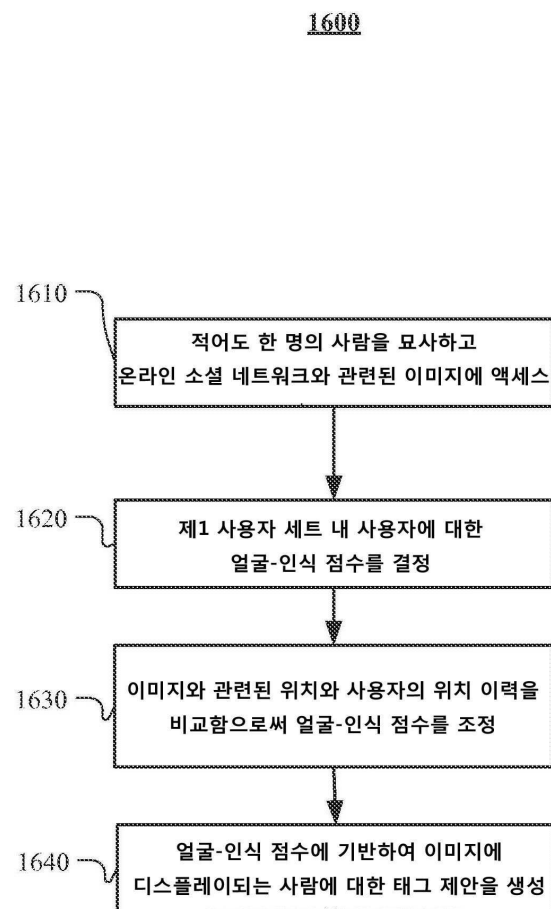 1600
1610
적어도 한 명의 사람을 묘사하고
온라인 소셜 네트워크와 관련된 이미지에 액세스
1620
제1 사용자 세트 내 사용자에 대한
얼굴-인식 점수를 결정
1630
이미지와 관련된 위치와 사용자의 위치 이력을
비교함으로써 얼굴-인식 점수를 조정
1640
얼굴-인식 점수에 기반하여 이미지에
디스플레이되는 사람에 대한 태그 제안을 생성